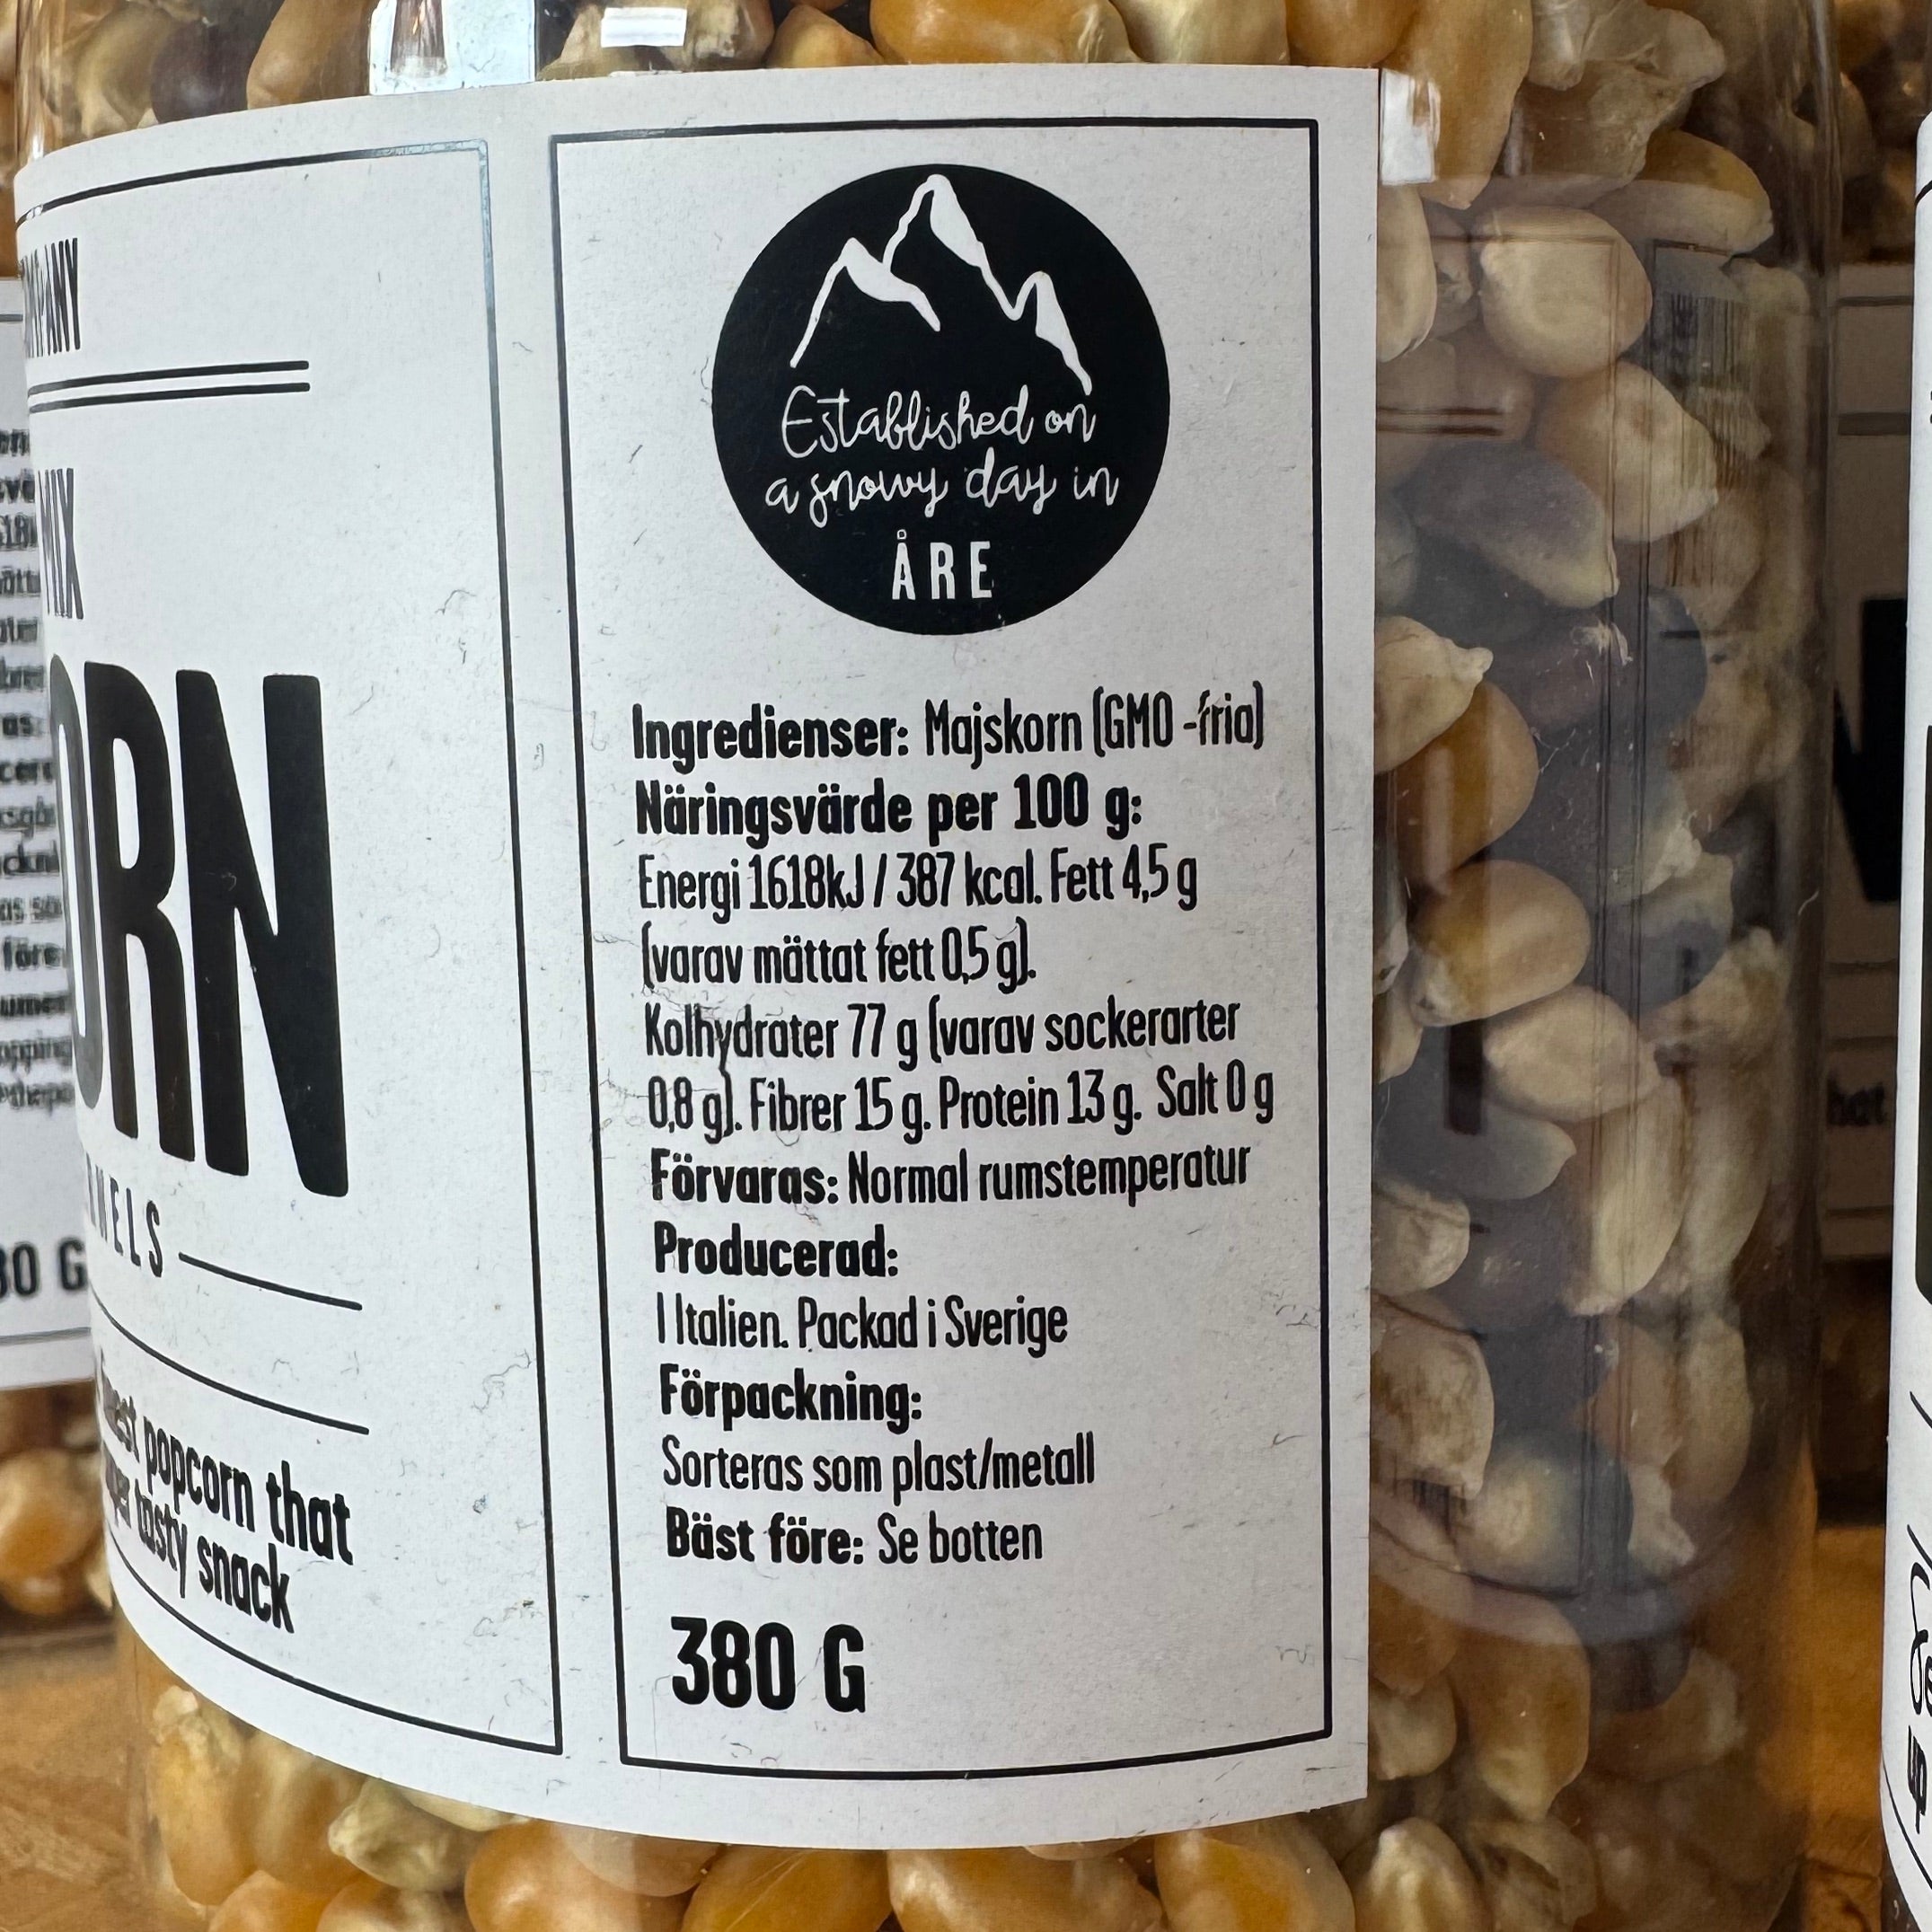 MIX
ORN
NELS
popcorn that
tasty snack
Established on
a snowy day in
ÅRE
Ingredienser: Majskorn (GMO -fria)
Näringsvärde per 100 g:
Energi 1618kJ / 387 kcal. Fett 4,5 g
(varav mättat fett 0,5 g).
Kolhydrater 77 g (varav sockerarter
0,8 g). Fibrer 15 g. Protein 13 g. Salt 0 g
Förvaras: Normal rumstemperatur
Producerad:
I Italien. Packad i Sverige
Förpackning:
Sorteras som plast/metall
Bäst före: Se botten
380 G